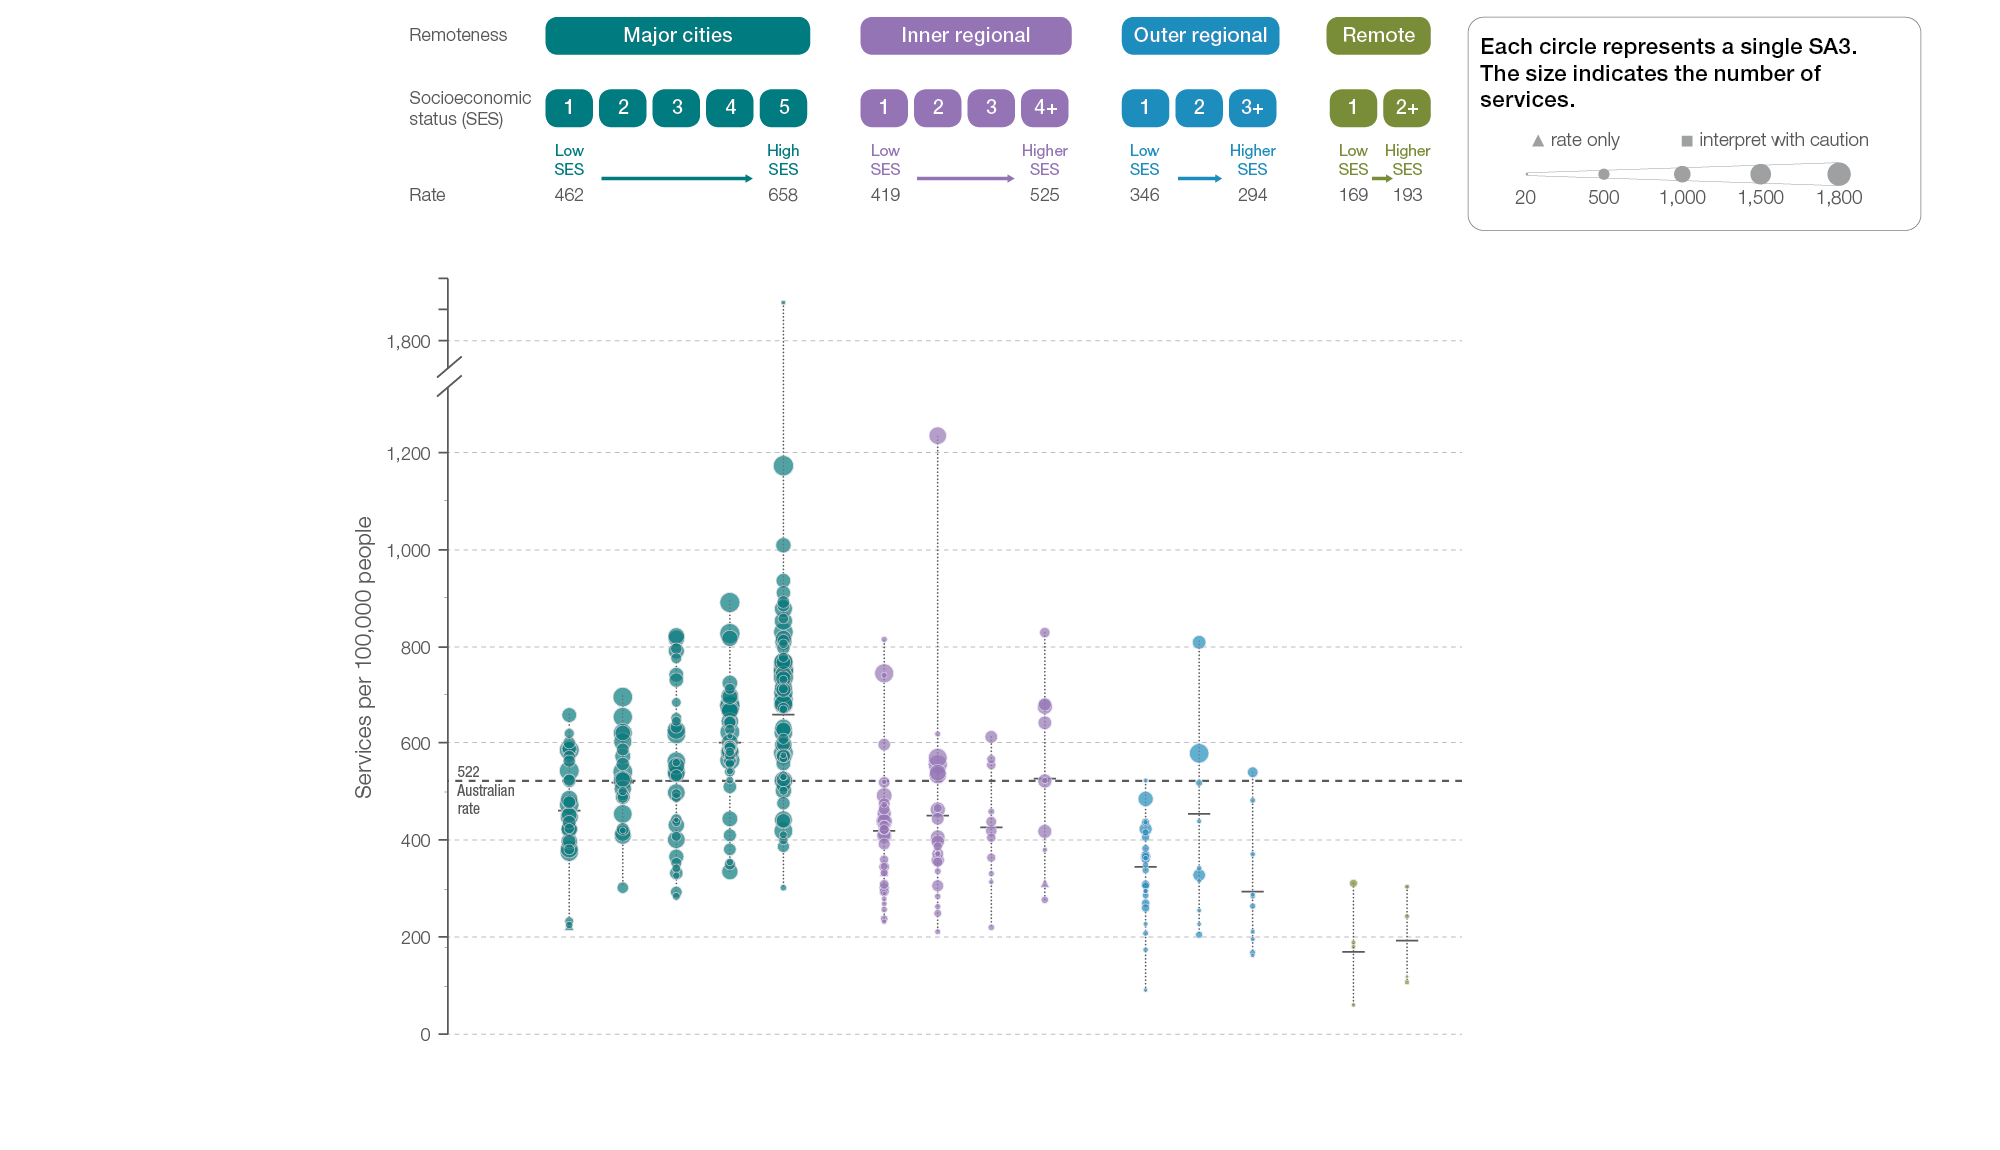 Remoteness
Major cities
Inner regional
Outer regional
Remote
Socioeconomic
status (SES)
1 2 3 4 5
1 2 3 4+
1 2 3+
1 2+
Low
SES
High
SES
Low
SES
Higher
SES
Low
SES
Higher
SES
Low
SES
Higher
SES
Rate
462 658
419 525
346 294
169 193
Each circle represents a single SA3.
The size indicates the number of
services.
rate only
interpret with caution
20 500 1,000 1,500 1,800
Services per 100,000 people
1,800
1,200
1,000
800
600
522
Australian
rate
400
200
0